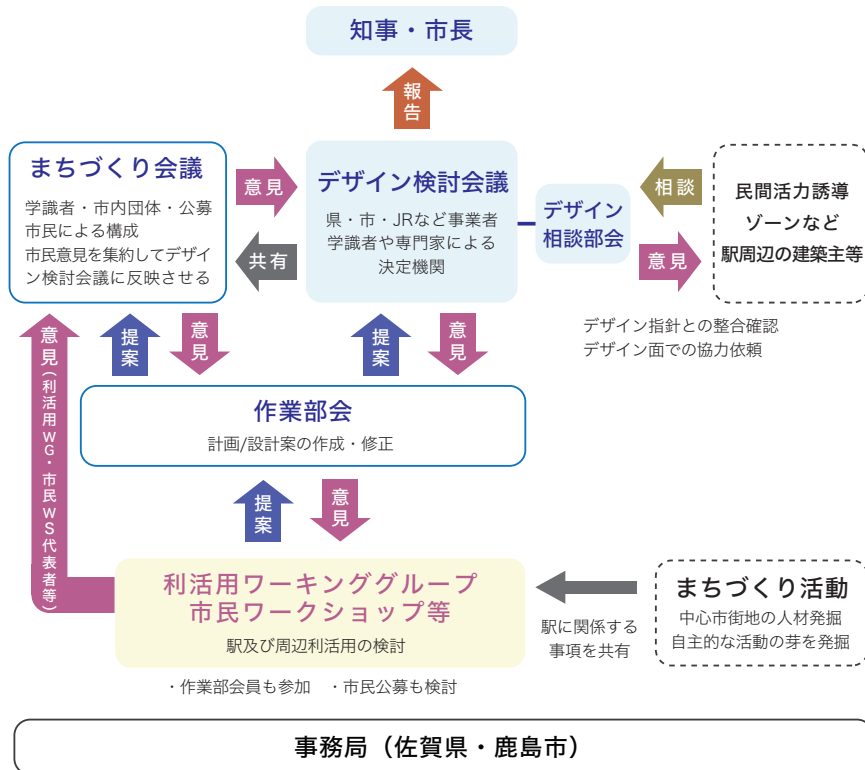 知事・市長
報告
まちづくり会議
学識者・市内団体・公募
市民による構成
市民意見を集約してデザイ
ン検討会議に反映させる
意見
共有
デザイン検討会議
県・市・JRなど事業者
学識者や専門家による
決定機関
デザイン
相談部会
相談
意見
民間活力誘導
ゾーンなど
駅周辺の建築主等
デザイン指針との整合確認
デザイン面での協力依頼
提案
意見
提案
意見
意見(利活用WG・市民WS代表者等)
作業部会
計画/設計案の作成・修正
提案
意見
利活用ワーキンググループ
市民ワークショップ等
駅及び周辺利活用の検討
・作業部会員も参加 ・市民公募も検討
駅に関係する
事項を共有
まちづくり活動
中心市街地の人材発掘
自主的な活動の芽を発掘
事務局（佐賀県・鹿島市）